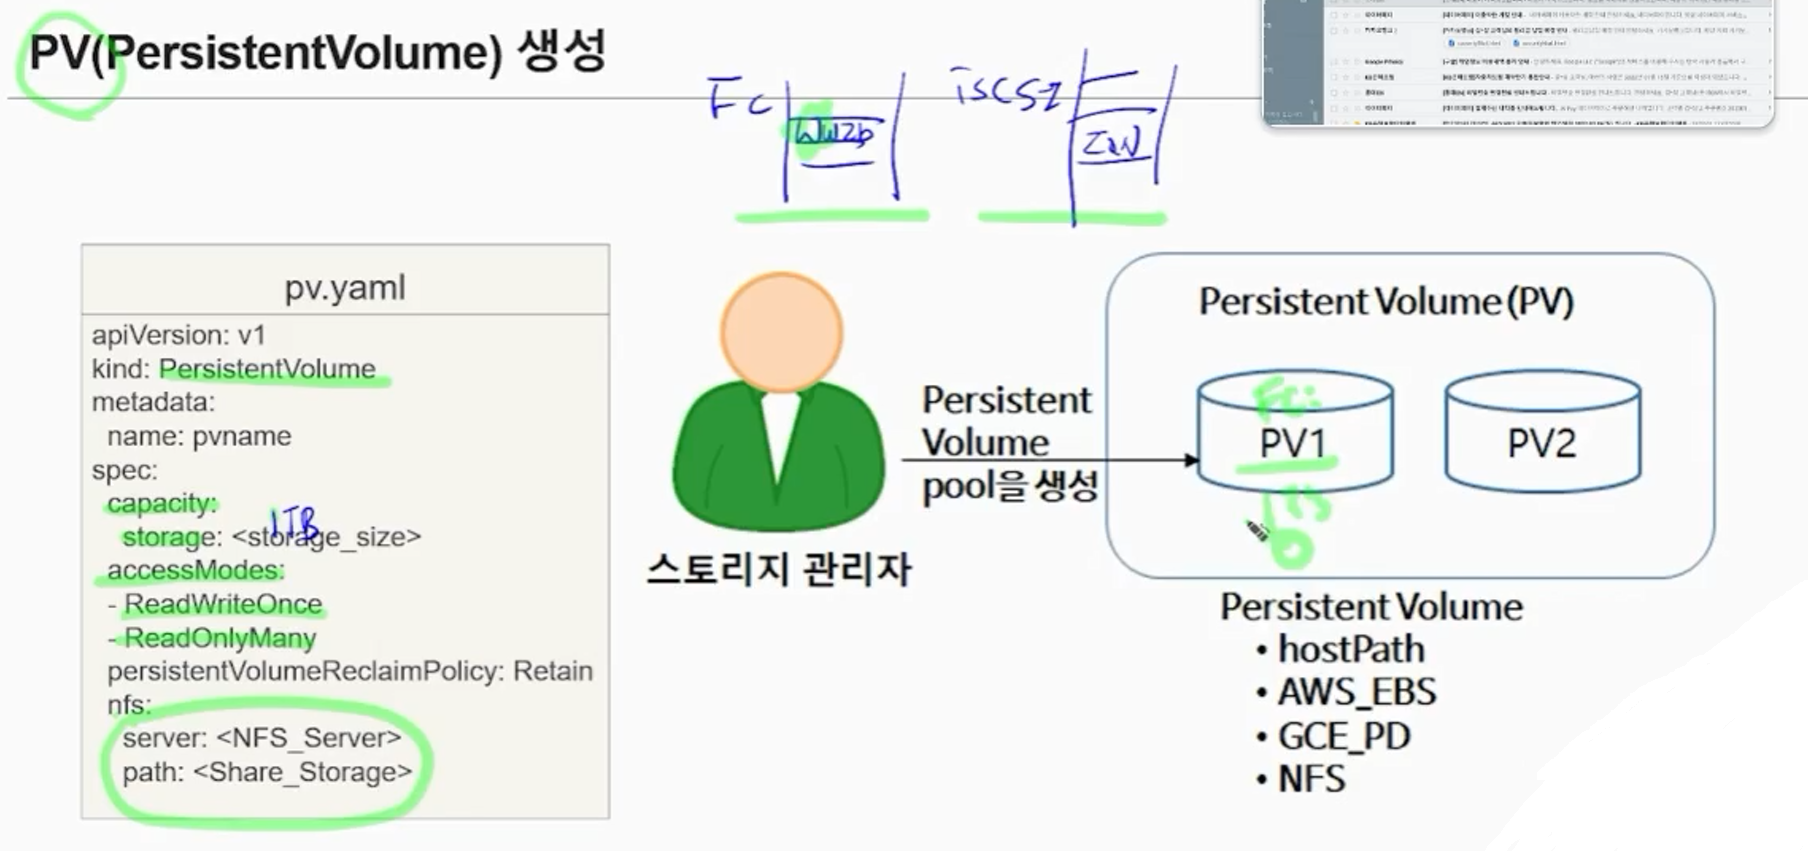 PV(PersistentVolume) 생성
FC
iSCSI
pv.yaml
apiVersion: v1
kind: PersistentVolume
metadata:
name: pvname
spec:
capacity:
storage: <storage_size>
1TB
accessModes:
- ReadWriteOnce
- ReadOnlyMany
persistentVolumeReclaimPolicy: Retain
nfs:
server: <NFS_Server>
path: <Share_Storage>
스토리지 관리자
Persistent
Volume
pool을 생성
Persistent Volume (PV)
FC:
PV1
PV2
Persistent Volume
• hostPath
• AWS_EBS
• GCE_PD
• NFS